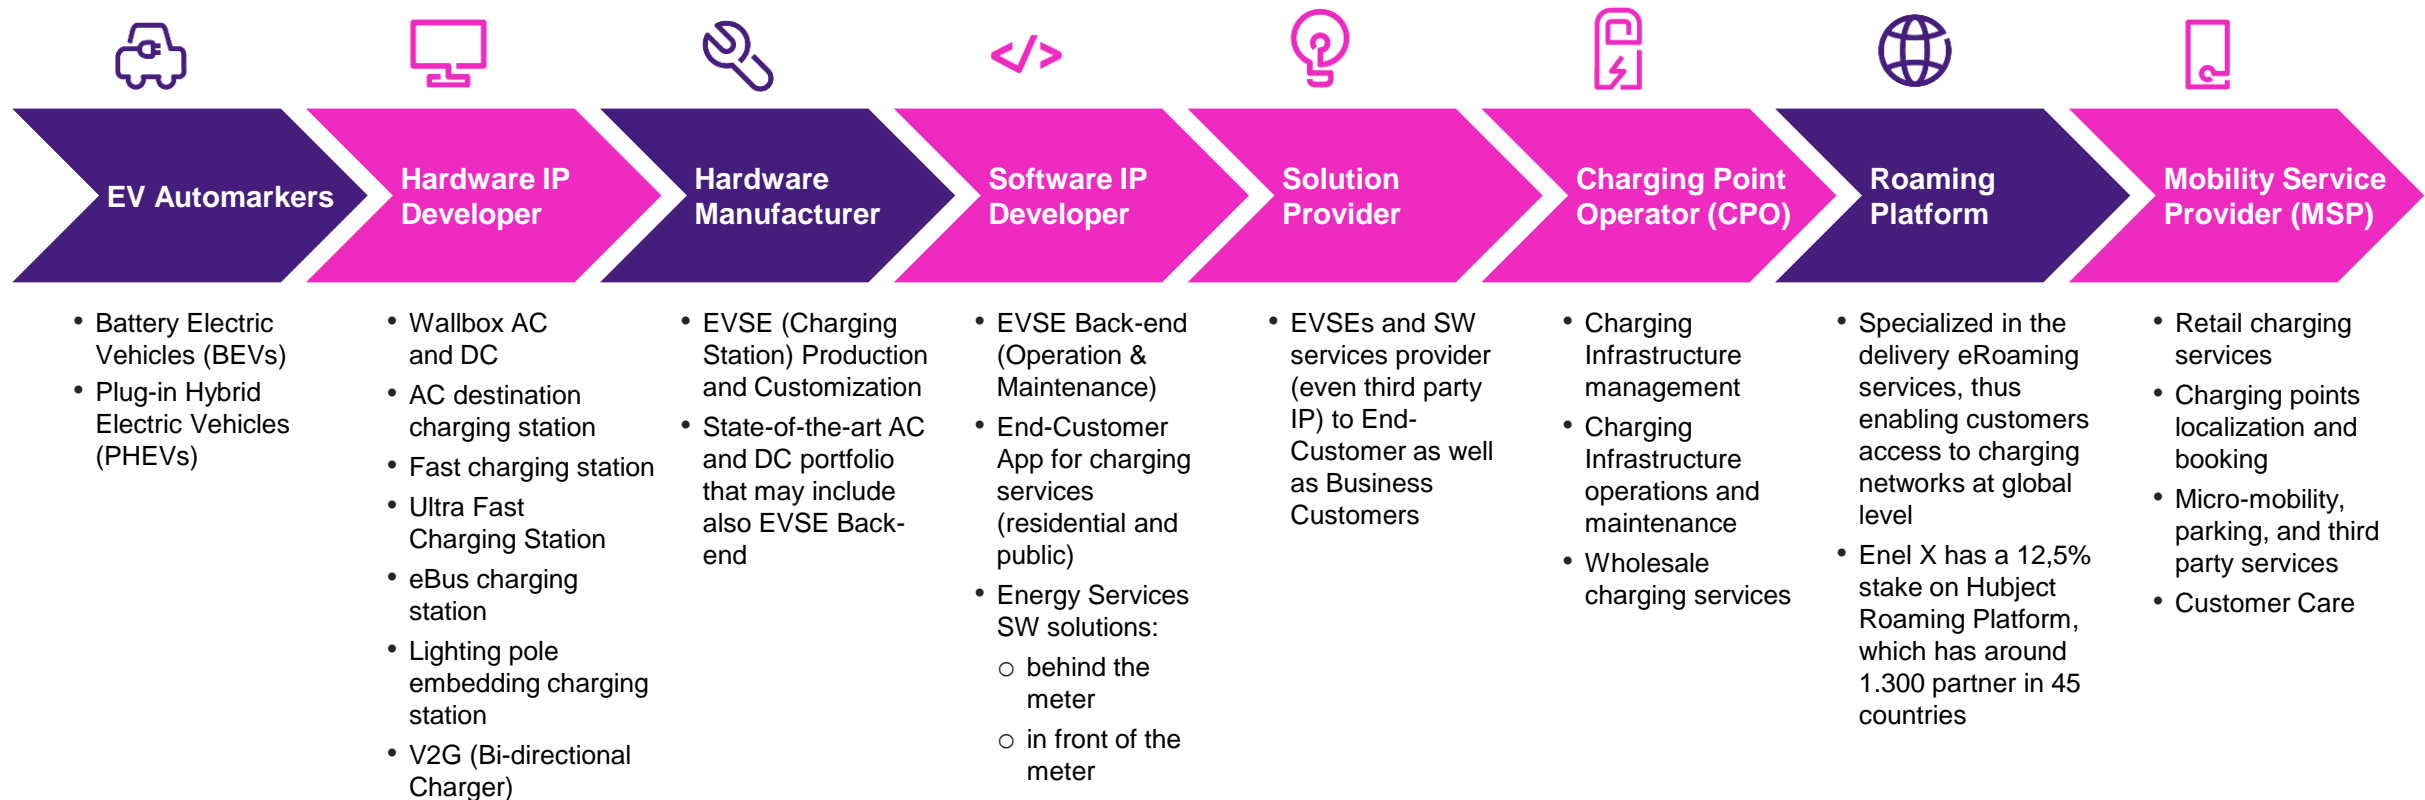 </>
EV Automarkers
Hardware IP
Developer
Hardware
Manufacturer
Software IP
Developer
Solution
Provider
Charging Point
Operator (CPO)
Roaming
Platform
Mobility Service
Provider (MSP)
• Battery Electric
Vehicles (BEVs)
• Plug-in Hybrid
Electric Vehicles
(PHEVs)
• Wallbox AC
and DC
• AC destination
charging station
• Fast charging station
• Ultra Fast
Charging Station
• eBus charging
station
• Lighting pole
embedding charging
station
• V2G (Bi-directional
Charger)
• EVSE (Charging
Station) Production
and Customization
• State-of-the-art AC
and DC portfolio
that may include
also EVSE Back-
end
• EVSE Back-end
(Operation &
Maintenance)
• End-Customer
App for charging
services
(residential and
public)
• Energy Services
SW solutions:
○ behind the
meter
○ in front of the
meter
• EVSEs and SW
services provider
(even third party
IP) to End-
Customer as well
as Business
Customers
• Charging
Infrastructure
management
• Charging
Infrastructure
operations and
maintenance
• Wholesale
charging services
• Specialized in the
delivery eRoaming
services, thus
enabling customers
access to charging
networks at global
level
• Enel X has a 12,5%
stake on Hubject
Roaming Platform,
which has around
1.300 partner in 45
countries
• Retail charging
services
• Charging points
localization and
booking
• Micro-mobility,
parking, and third
party services
• Customer Care